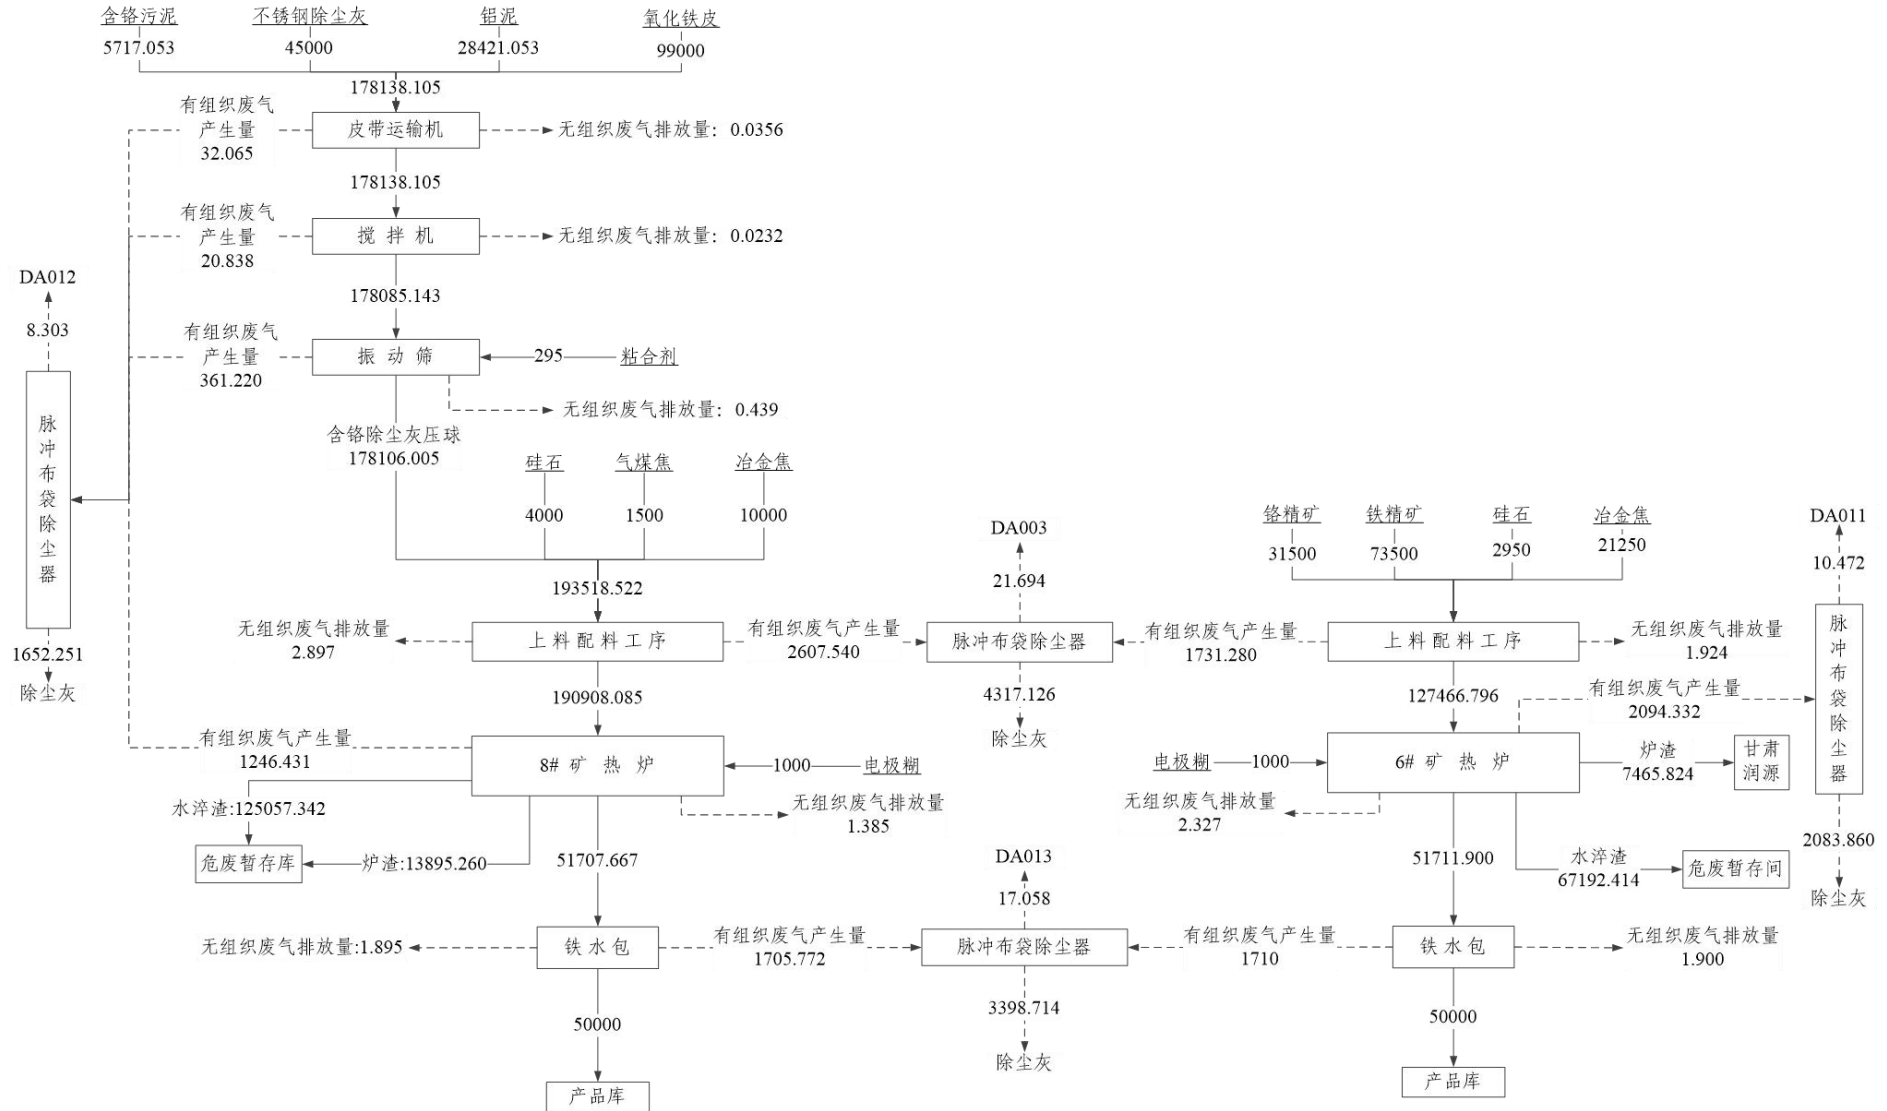 含铬污泥
不锈钢除尘灰
铝泥
氧化铁皮
5717.053
45000
28421.053
99000
178138.105
有组织废气
产生量
32.065
皮带运输机
无组织废气排放量：0.0356
178138.105
有组织废气
产生量
20.838
搅拌机
无组织废气排放量：0.0232
DA012
8.303
178085.143
有组织废气
产生量
361.220
振动筛
295
粘合剂
无组织废气排放量：0.439
脉冲布袋除尘器
含铬除尘灰压球
178106.005
硅石
气煤焦
冶金焦
4000
1500
10000
193518.522
DA003
21.694
铬精矿
铁精矿
硅石
冶金焦
31500
73500
2950
21250
DA011
10.472
1652.251
除尘灰
无组织废气排放量
2.897
上料配料工序
有组织废气产生量
2607.540
脉冲布袋除尘器
有组织废气产生量
1731.280
上料配料工序
无组织废气排放量
1.924
脉冲布袋除尘器
190908.085
4317.126
除尘灰
127466.796
有组织废气产生量
2094.332
有组织废气产生量
1246.431
8#矿热炉
1000
电极糊
电极糊
1000
6#矿热炉
炉渣
7465.824
甘肃
润源
水淬渣:125057.342
无组织废气排放量
1.385
无组织废气排放量
2.327
危废暂存库
炉渣:13895.260
51707.667
DA013
17.058
51711.900
水淬渣
67192.414
危废暂存间
2083.860
除尘灰
无组织废气排放量:1.895
铁水包
有组织废气产生量
1705.772
脉冲布袋除尘器
有组织废气产生量
1710
铁水包
无组织废气排放量
1.900
50000
3398.714
除尘灰
50000
产品库
产品库